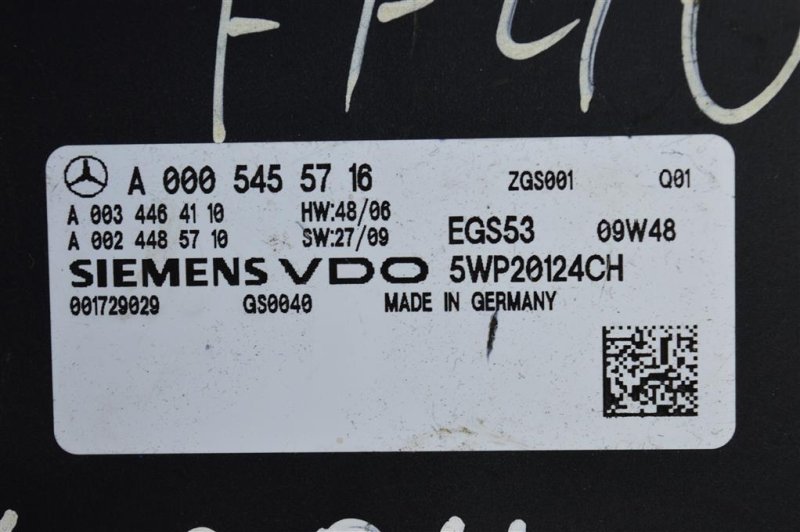 A 000 545 57 16 ZGS001 Q01
A 003 446 41 10 HW:48/06
A 002 448 57 10 SW:27/09 EGS53 09W48
SIEMENS VDO 5WP20124CH
001729029 GS0040 MADE IN GERMANY